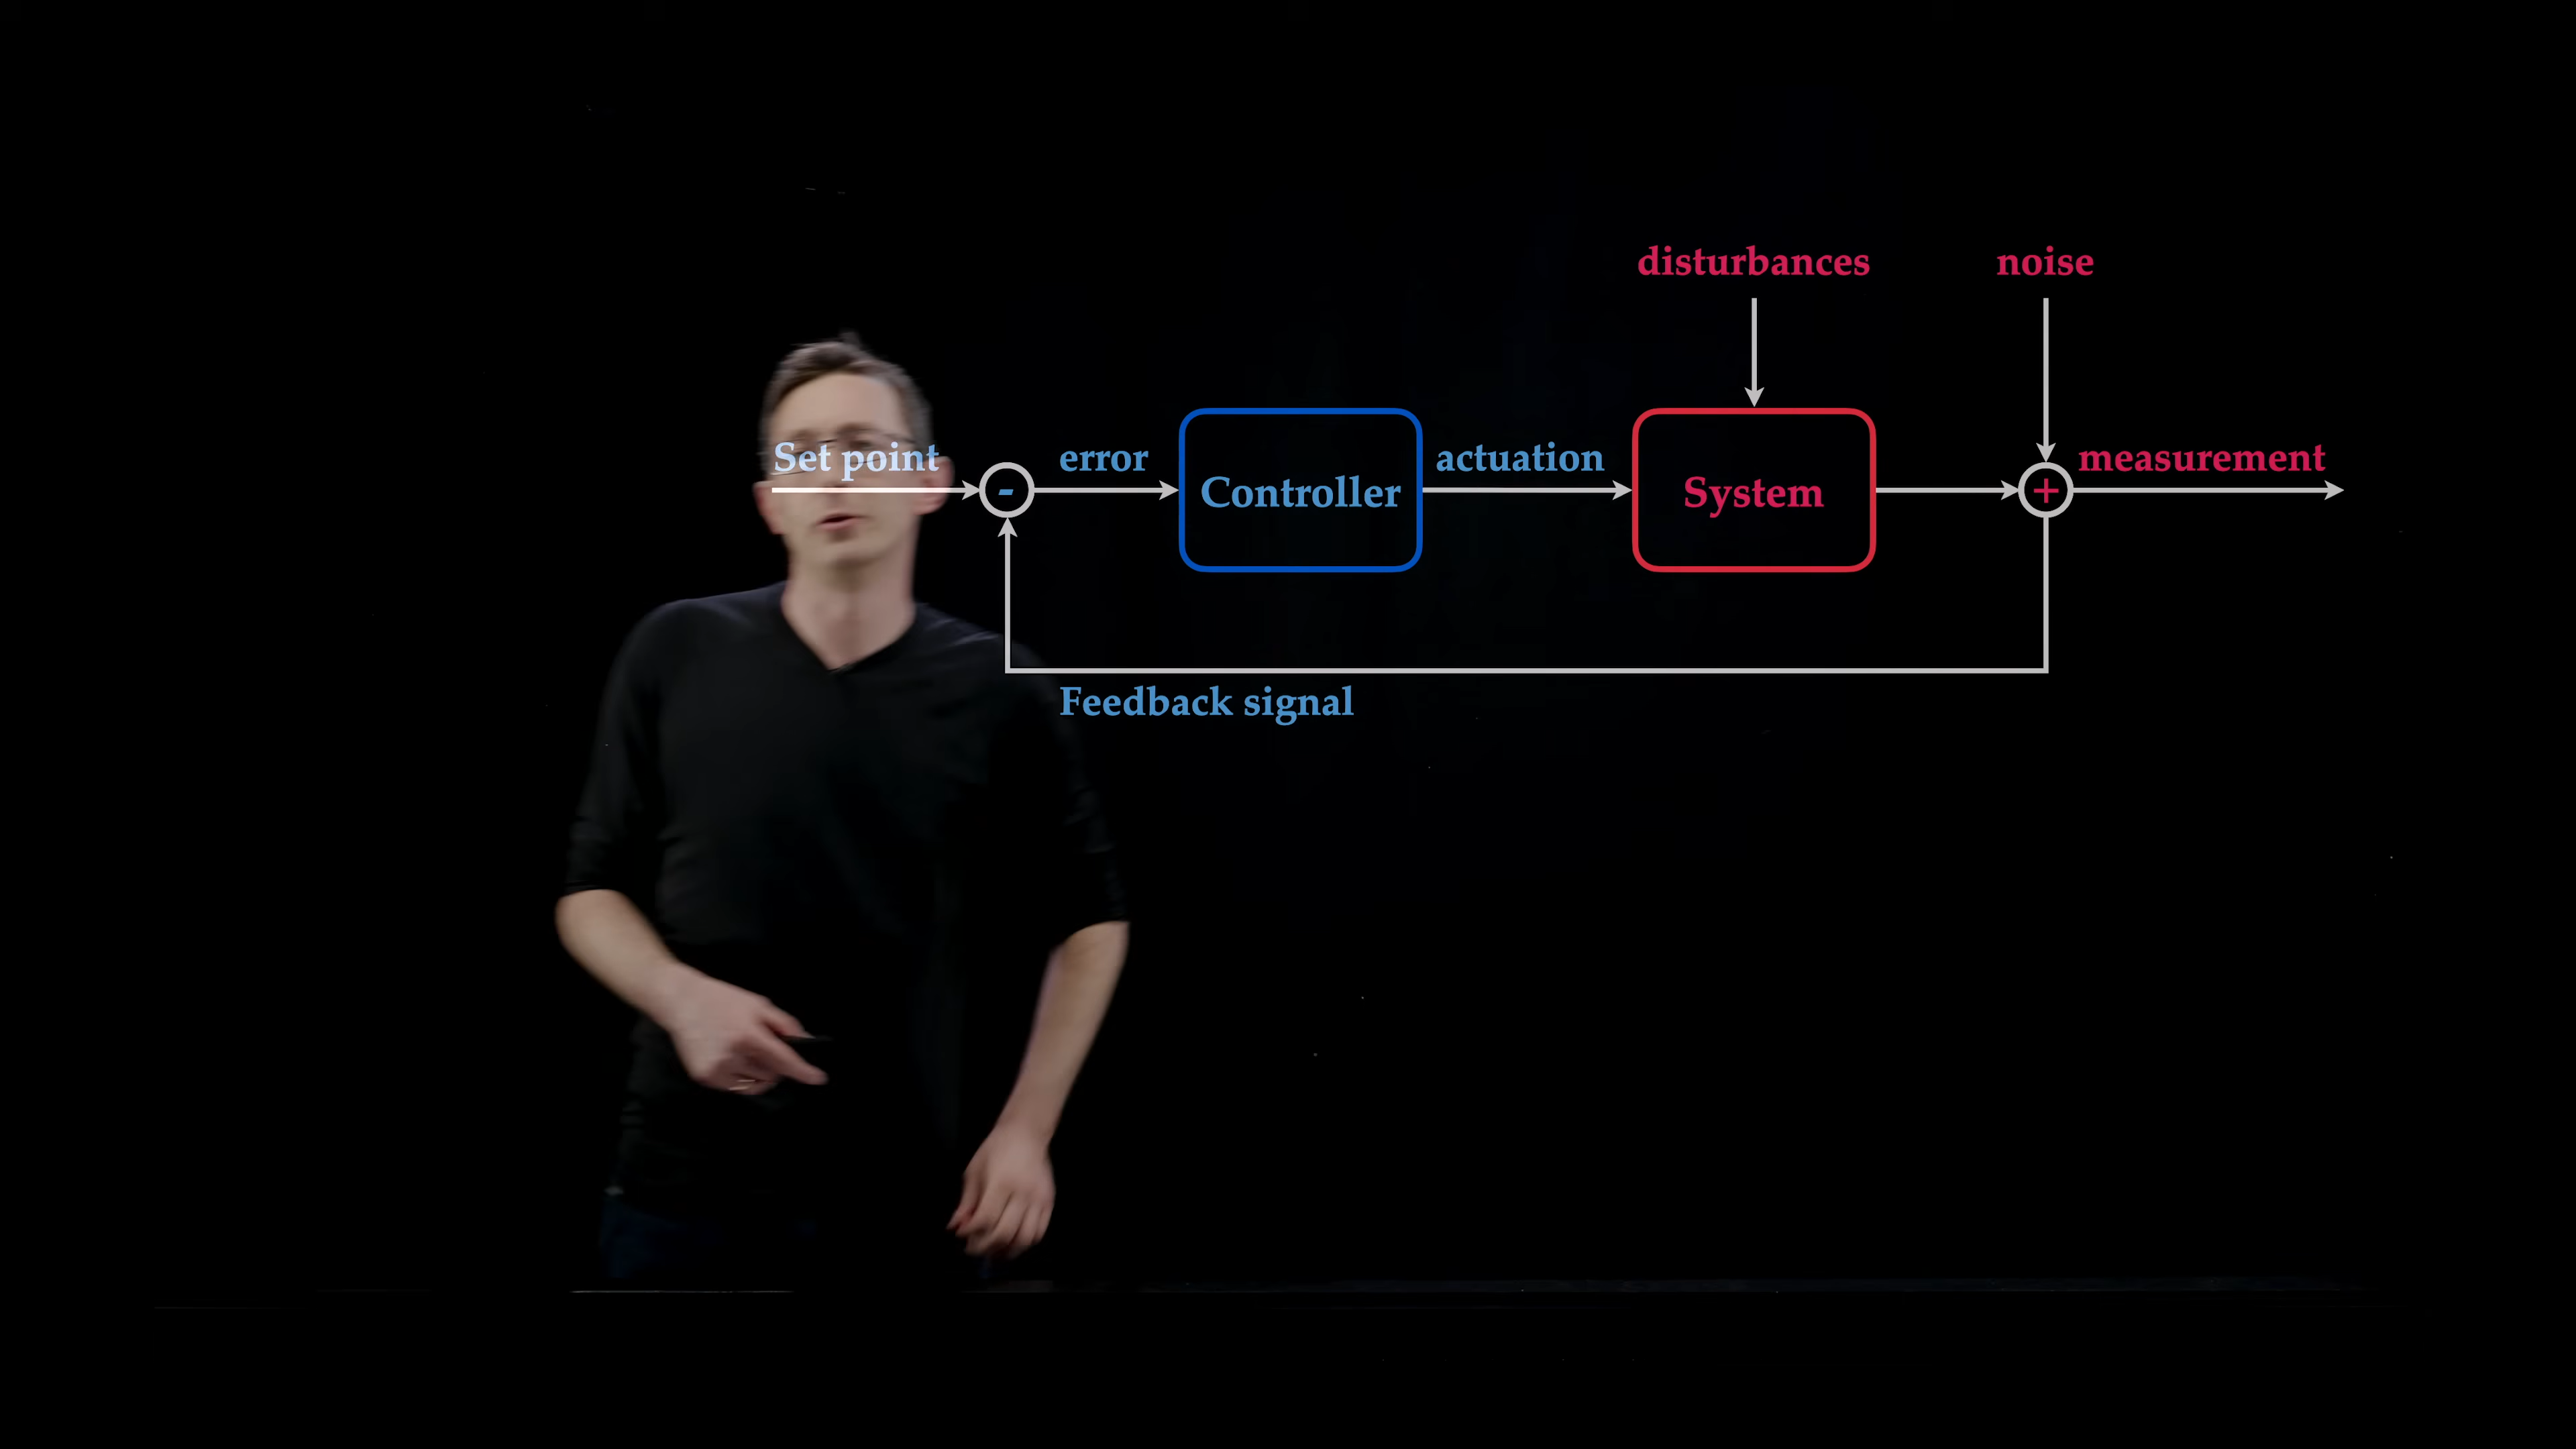 disturbances
noise
Set point
-
error
Controller
actuation
System
+
measurement
Feedback signal